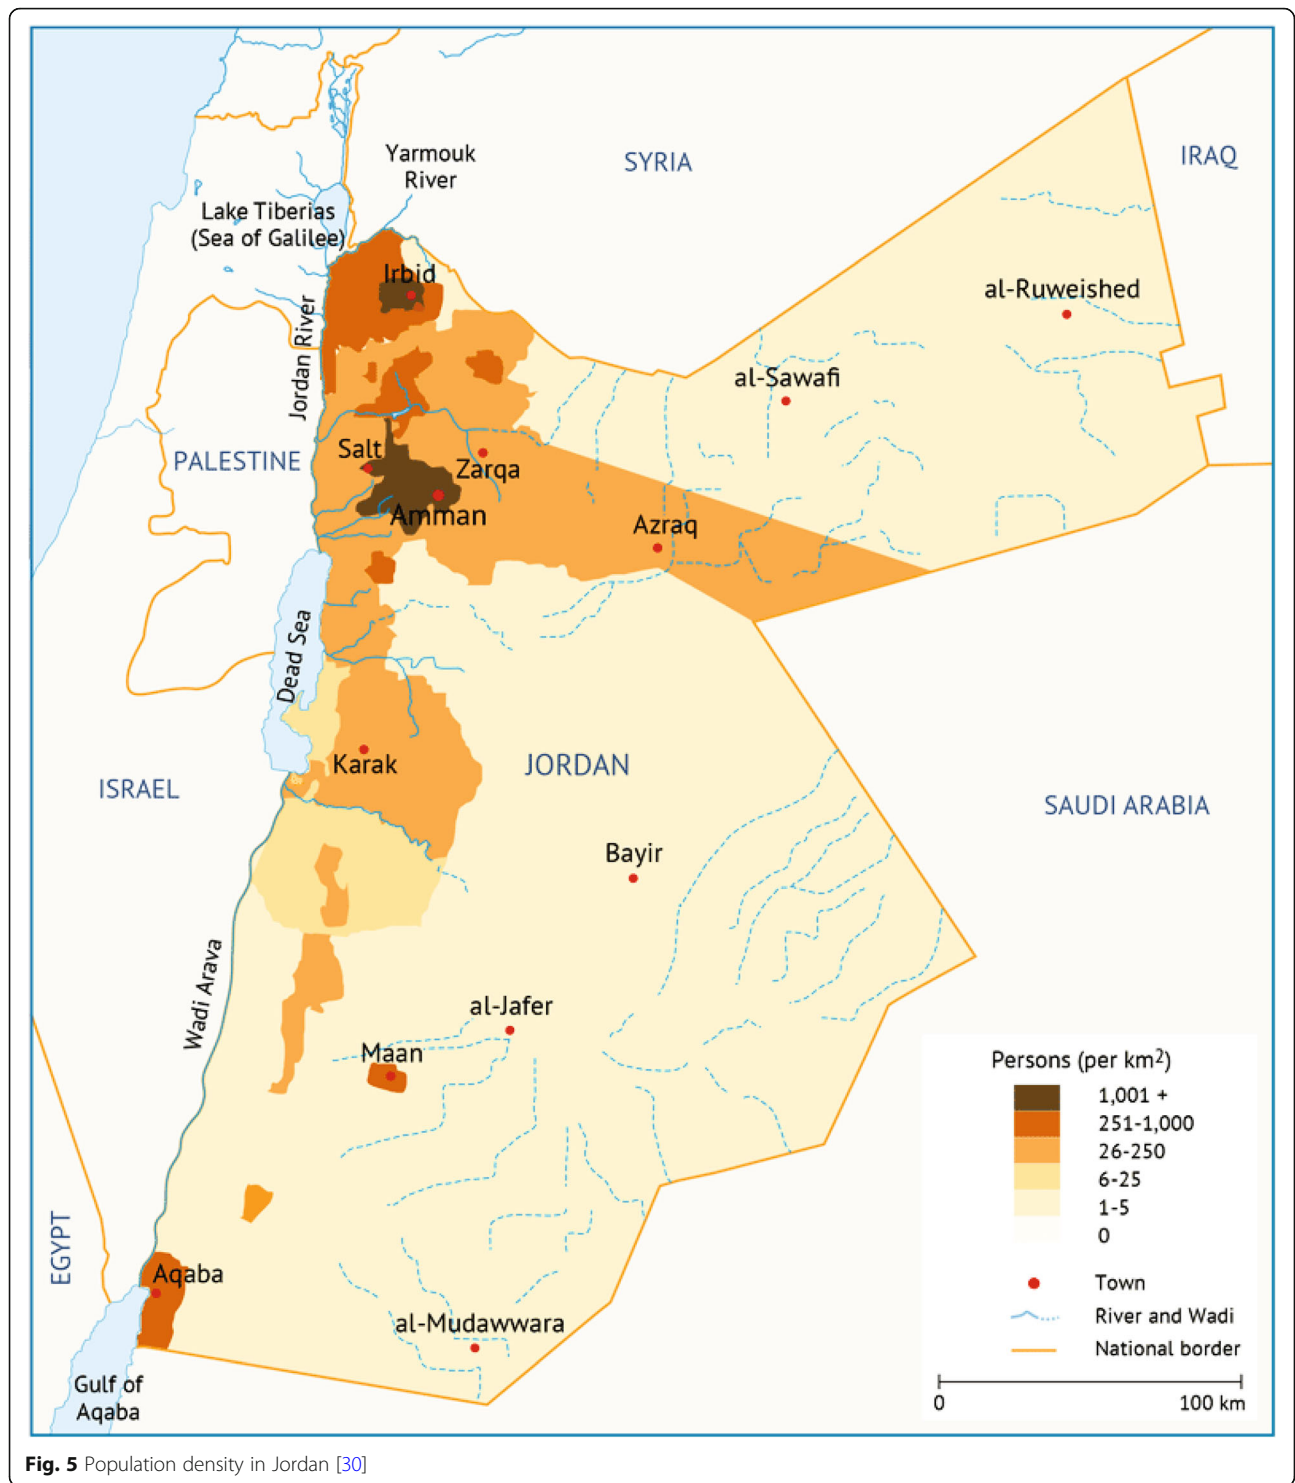 Yarmouk
River
SYRIA
IRAQ
Lake Tiberias
(Sea of Galilee)
Irbid
al-Ruweished
Jordan River
al-Sawafi
Salt
PALESTINE
Zarqa
Amman
Azraq
Dead Sea
Karak
JORDAN
ISRAEL
SAUDI ARABIA
Bayir
Wadi Arava
al-Jafer
Maan
EGYPT
Aqaba
al-Mudawwara
Gulf of
Aqaba
Persons (per km²)
1,001 +
251-1,000
26-250
6-25
1-5
0
Town
River and Wadi
National border
0 100 km
Fig. 5 Population density in Jordan [30]